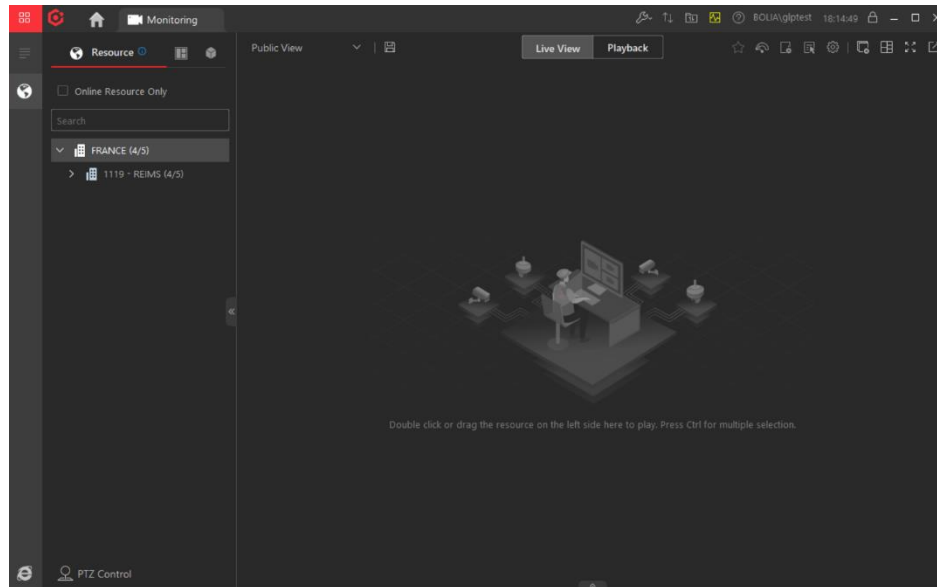 Monitoring
BOLIA\glptest 16:14:49
Resource
Public View
Live View Playback
Online Resource Only
Search
FRANCE (4/5)
1119 - REIMS (4/5)
Double click or drag the resource on the left side here to play. Press Ctrl for multiple selection.
PTZ Control